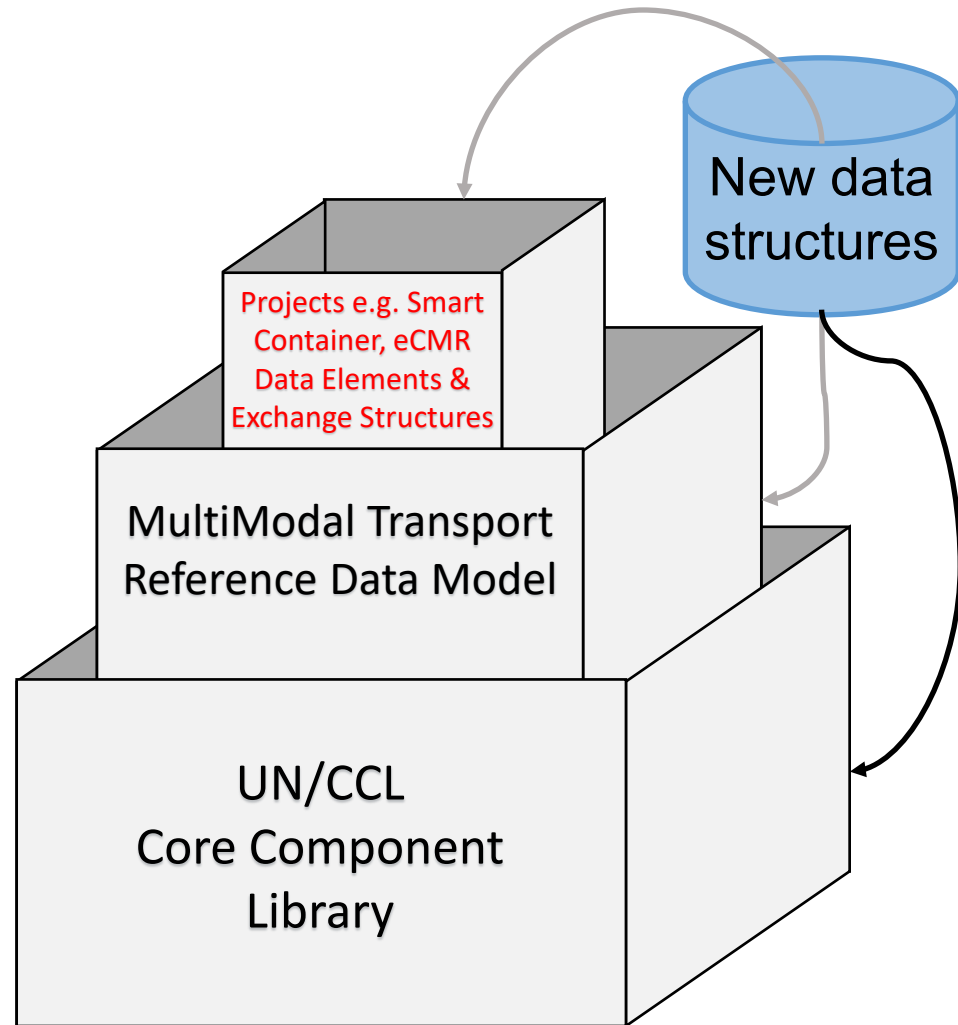 New data
structures
Projects e.g. Smart
Container, eCMR
Data Elements &
Exchange Structures
MultiModal Transport
Reference Data Model
UN/CCL
Core Component
Library